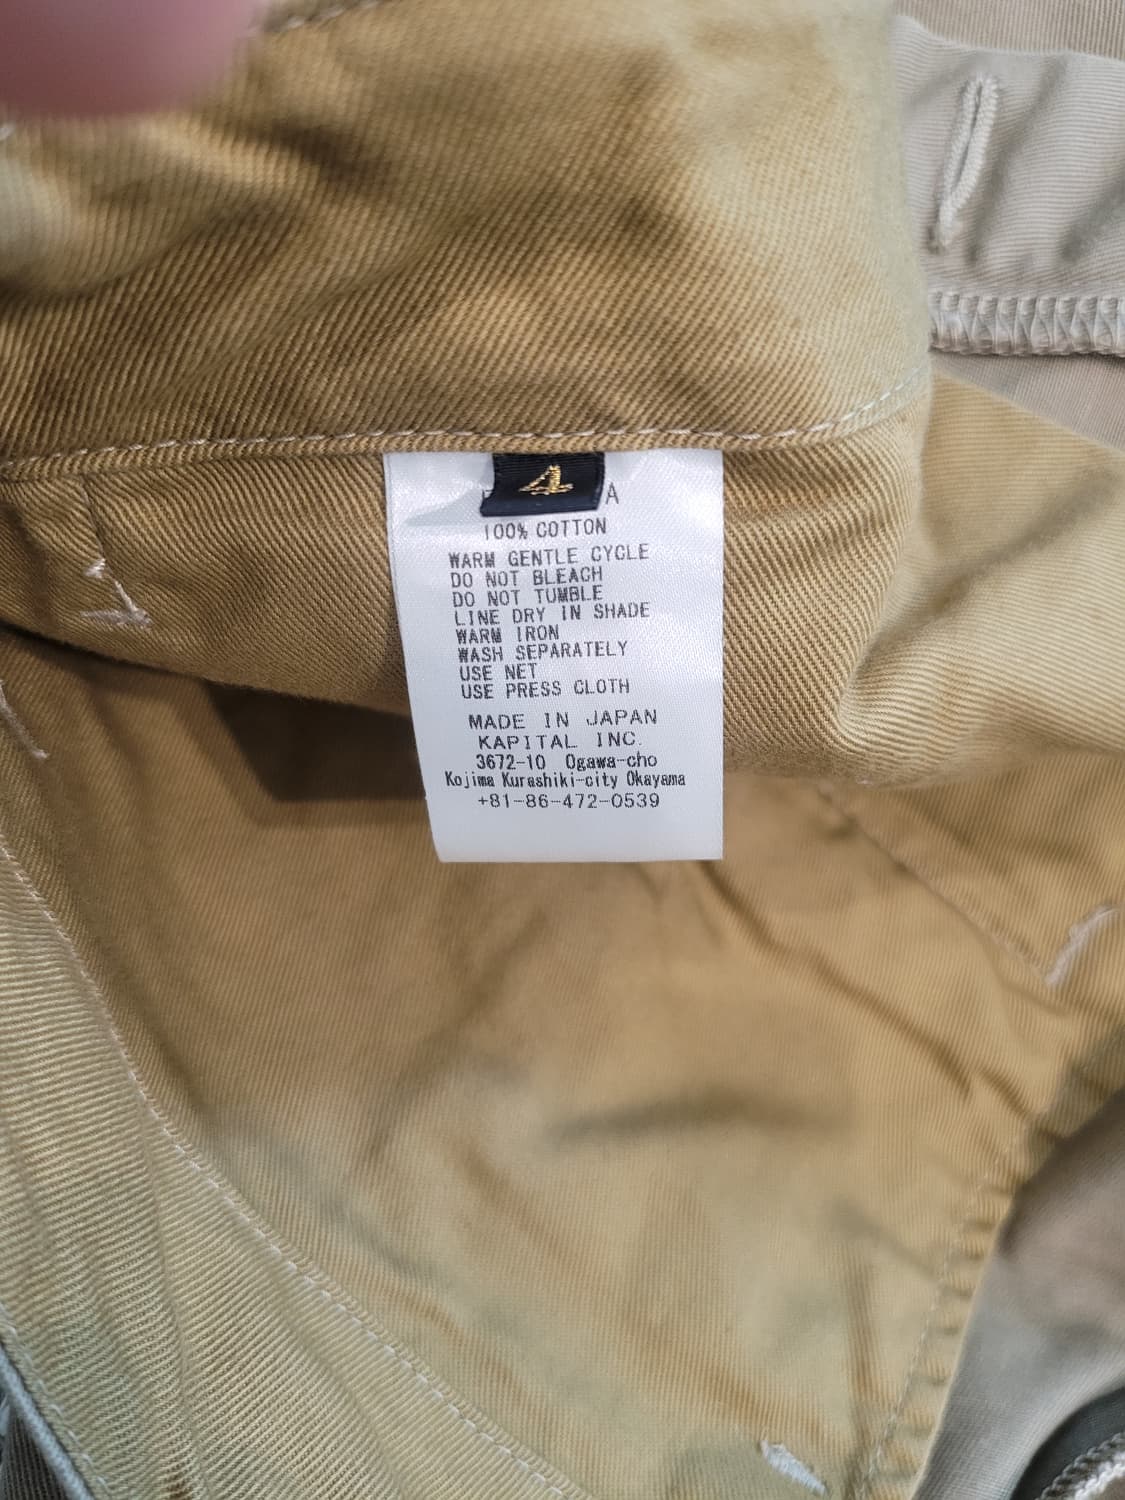 4
A
100% COTTON
WARM GENTLE CYCLE
DO NOT BLEACH
DO NOT TUMBLE
LINE DRY IN SHADE
WARM IRON
WASH SEPARATELY
USE NET
USE PRESS CLOTH
MADE IN JAPAN
KAPITAL INC.
3672-10 Ogawa-cho
Kojima Kurashiki-city Okayama
+81-86-472-0539